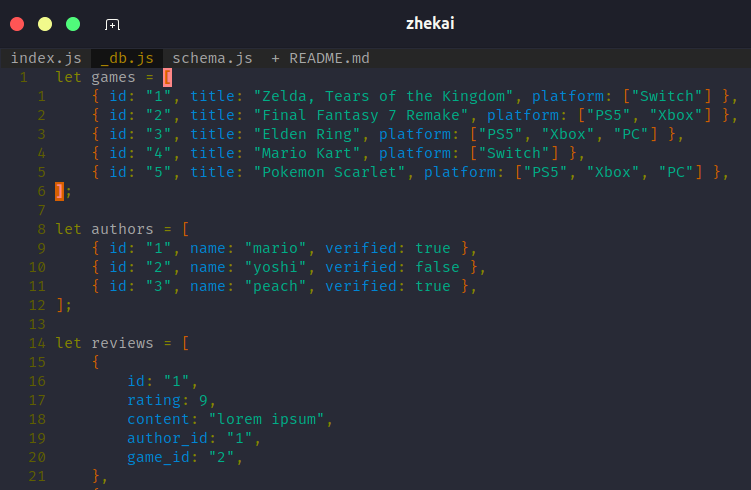 zhekai
index.js _db.js schema.js + README.md
1 let games = [
1 { id: "1", title: "Zelda, Tears of the Kingdom", platform: ["Switch"] },
2 { id: "2", title: "Final Fantasy 7 Remake", platform: ["PS5", "Xbox"] },
3 { id: "3", title: "Elden Ring", platform: ["PS5", "Xbox", "PC"] },
4 { id: "4", title: "Mario Kart", platform: ["Switch"] },
5 { id: "5", title: "Pokemon Scarlet", platform: ["PS5", "Xbox", "PC"] },
6 ];
7
8 let authors = [
9 { id: "1", name: "mario", verified: true },
10 { id: "2", name: "yoshi", verified: false },
11 { id: "3", name: "peach", verified: true },
12 ];
13
14 let reviews = [
15 {
16 id: "1",
17 rating: 9,
18 content: "lorem ipsum",
19 author_id: "1",
20 game_id: "2",
21 },